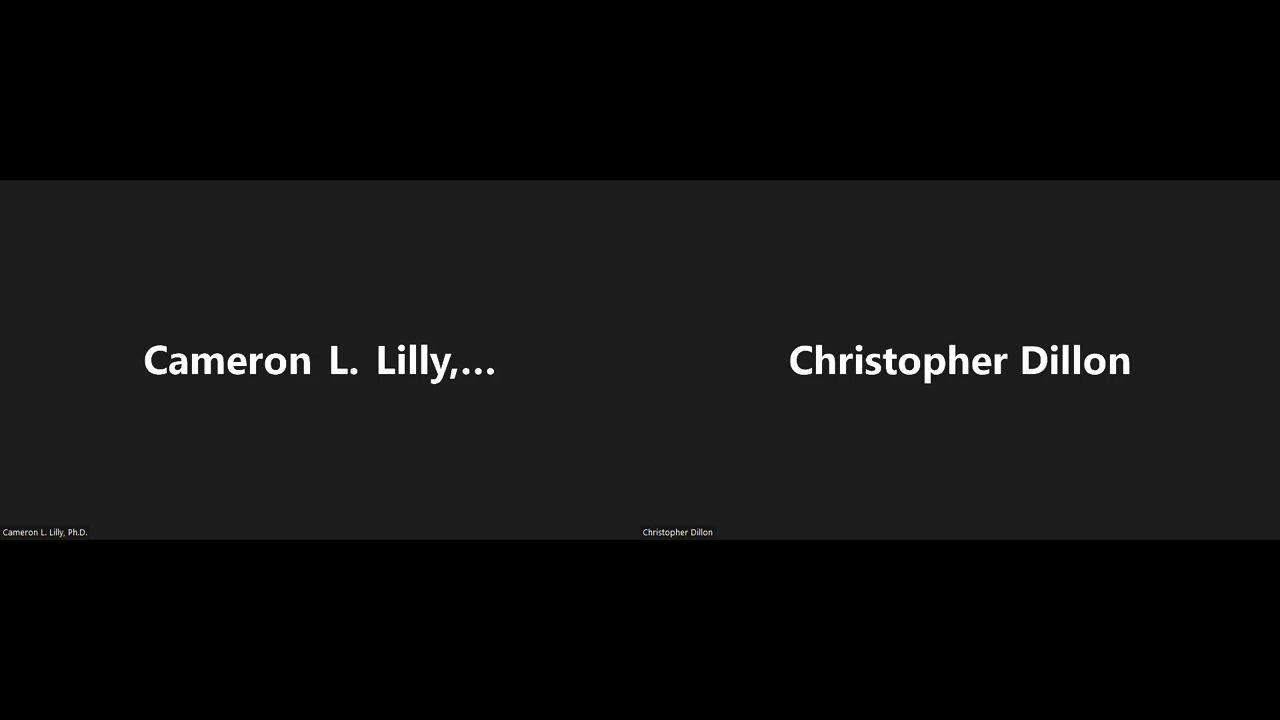 Cameron L. Lilly,...
Christopher Dillon
Cameron L. Lilly, Ph.D.
Christopher Dillon